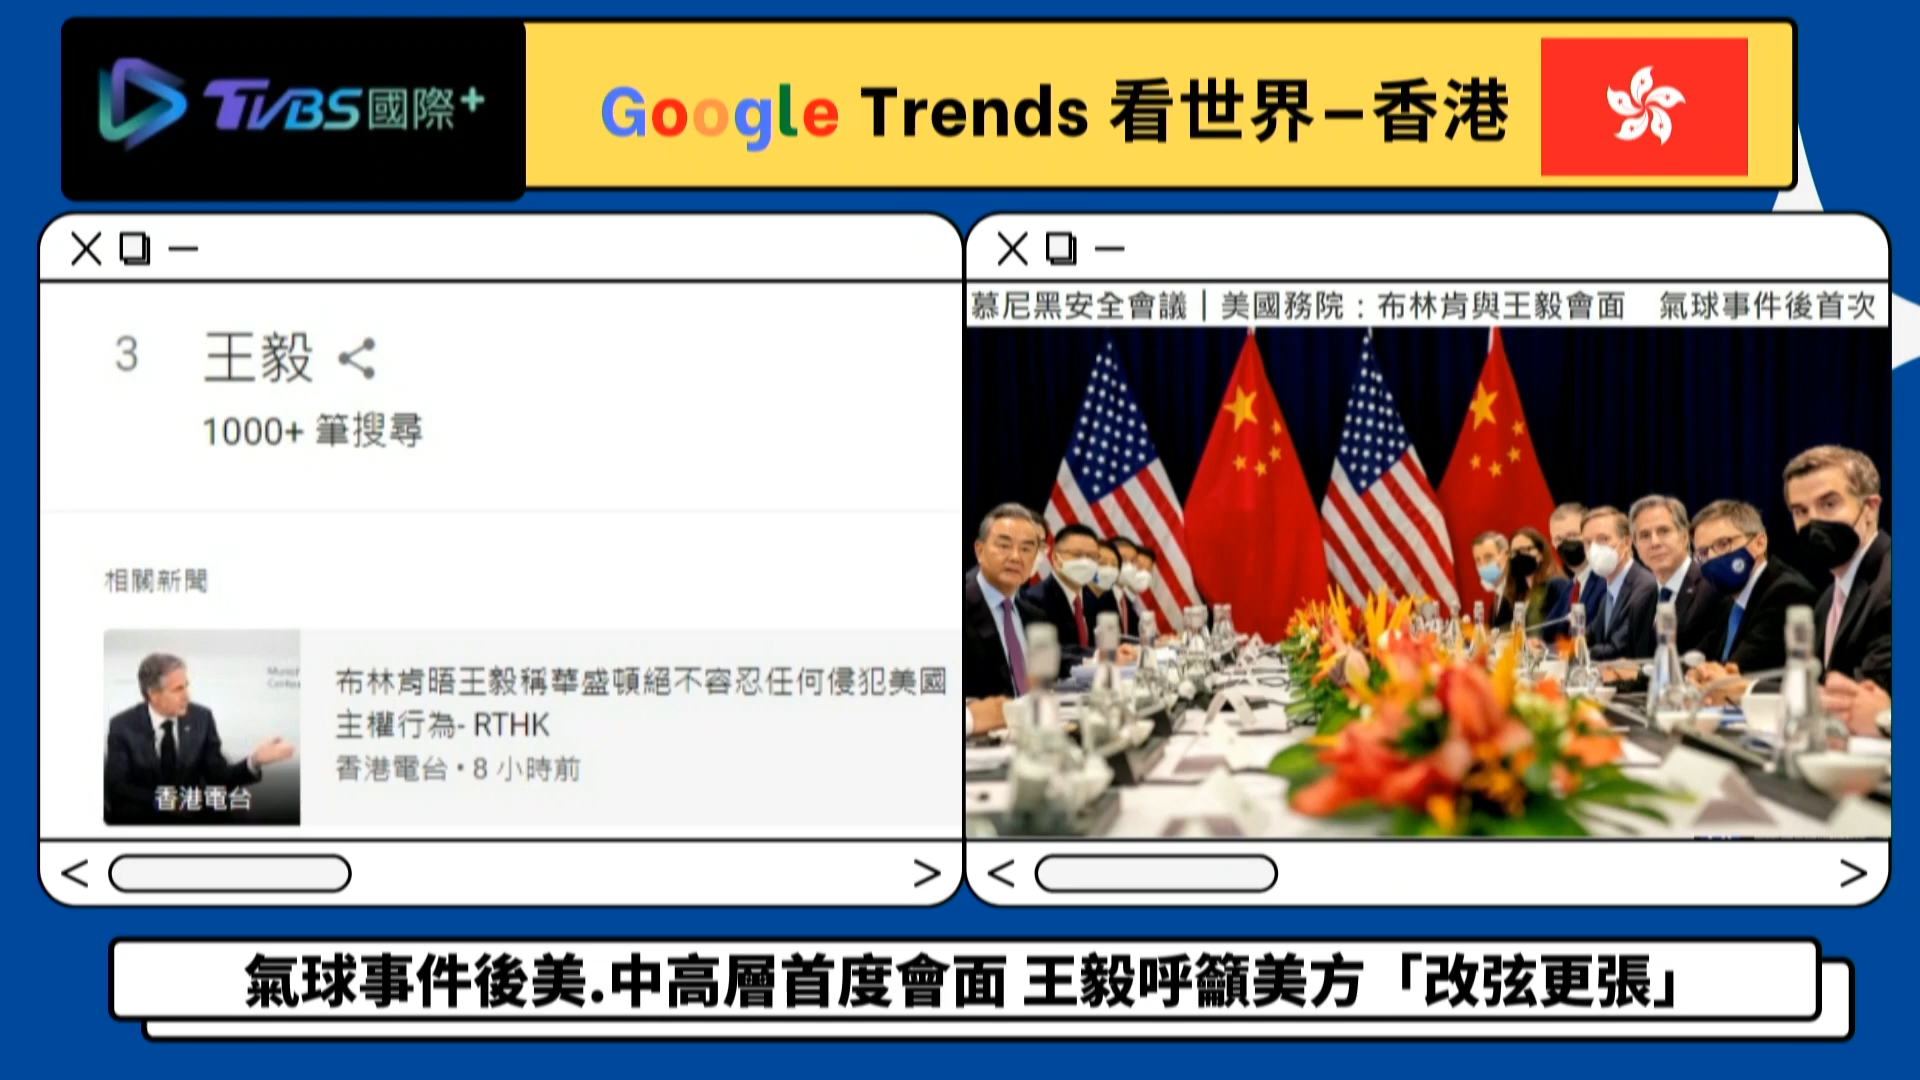 TVBS國際+
Google Trends 看世界–香港
3 王毅
1000+ 筆搜尋
相關新聞
香港電台
布林肯晤王毅稱華盛頓絕不容忍任何侵犯美國
主權行為- RTHK
香港電台 • 8 小時前
慕尼黑安全會議｜美國務院：布林肯與王毅會面 氣球事件後首次
氣球事件後美.中高層首度會面 王毅呼籲美方「改弦更張」